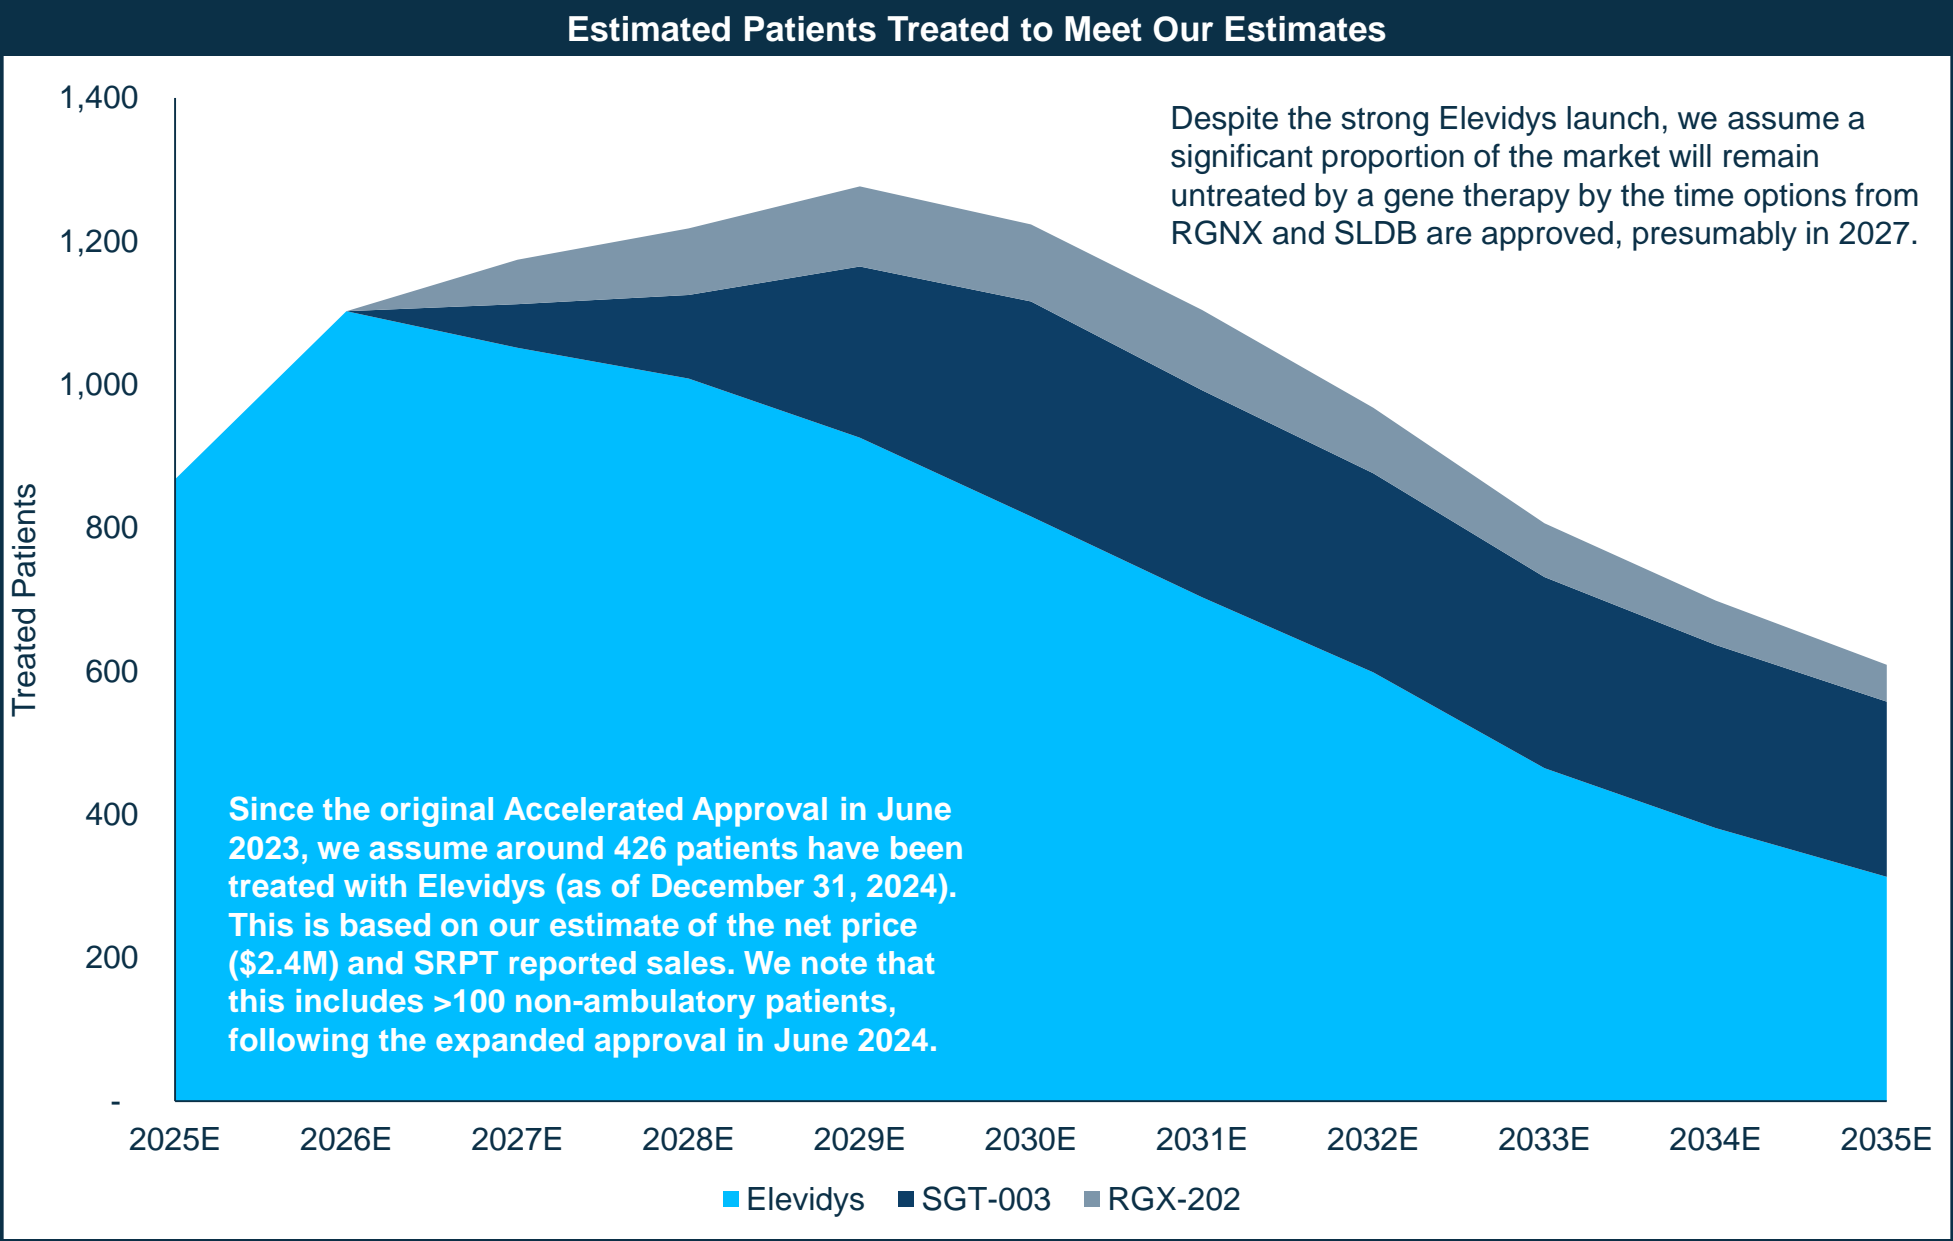 Estimated Patients Treated to Meet Our Estimates
1,400
1,200
1,000
800
600
400
200
-
Treated Patients
Despite the strong Elevidys launch, we assume a
significant proportion of the market will remain
untreated by a gene therapy by the time options from
RGNX and SLDB are approved, presumably in 2027.
Since the original Accelerated Approval in June
2023, we assume around 426 patients have been
treated with Elevidys (as of December 31, 2024).
This is based on our estimate of the net price
($2.4M) and SRPT reported sales. We note that
this includes >100 non-ambulatory patients,
following the expanded approval in June 2024.
2025E 2026E 2027E 2028E 2029E 2030E 2031E 2032E 2033E 2034E 2035E
Elevidys SGT-003 RGX-202